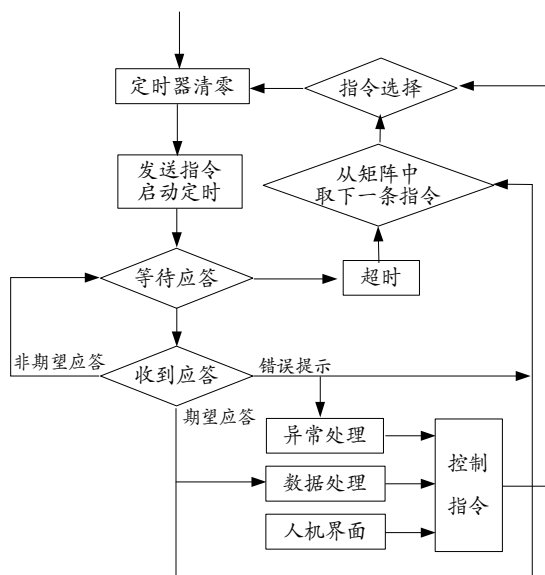 定时器清零
指令选择
发送指令
启动定时
从矩阵中
取下一条指令
等待应答
超时
非期望应答
收到应答
错误提示
期望应答
异常处理
控制
指令
数据处理
人机界面